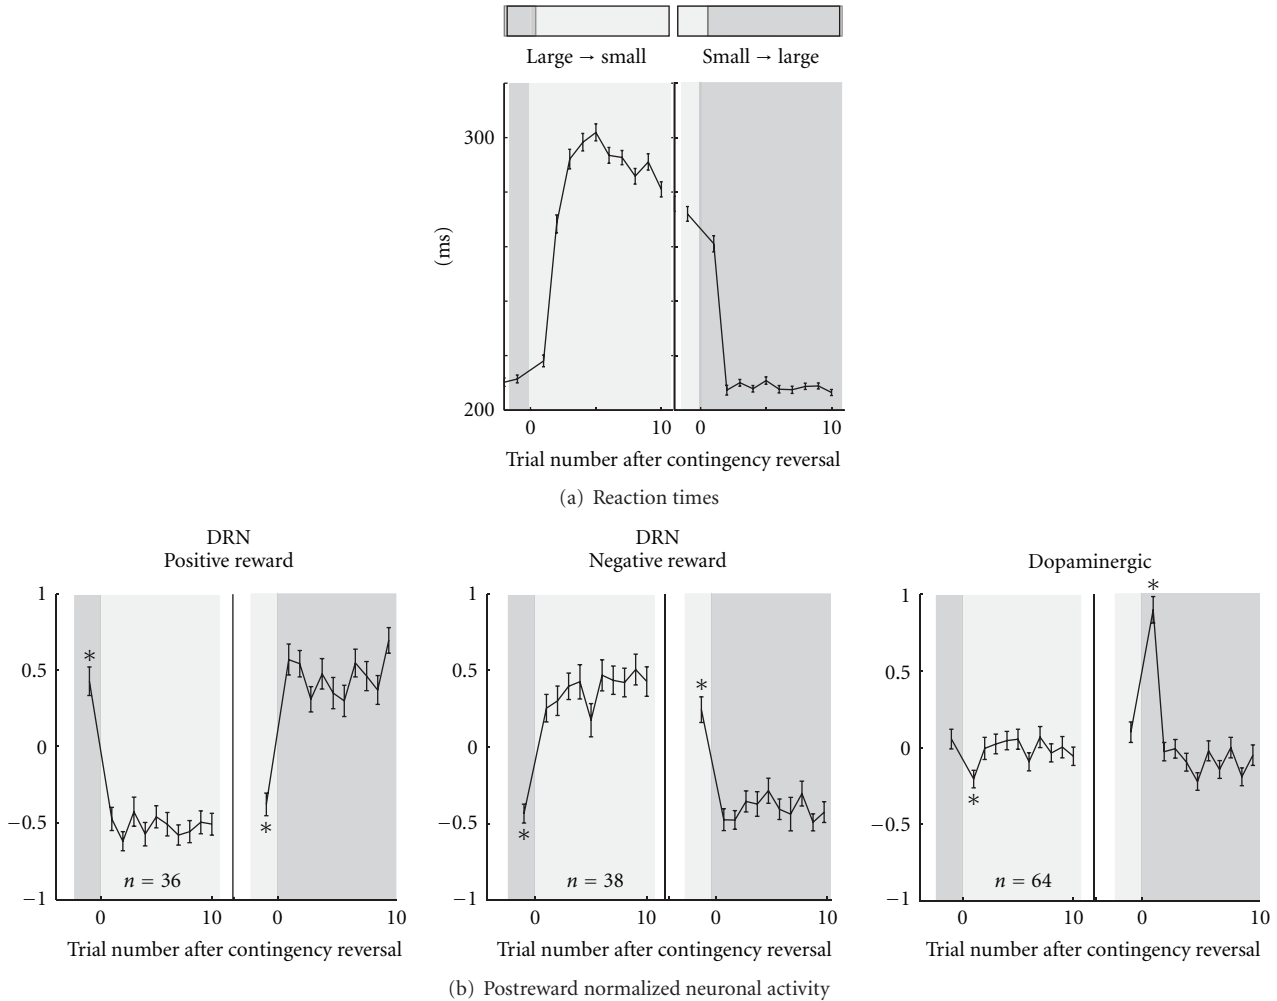 Large → small
Small → large
300
(ms)
200
0
10
0
10
Trial number after contingency reversal
(a) Reaction times
DRN
Positive reward
1
0.5
0
−0.5
−1
*
*
n = 36
0
10
0
10
Trial number after contingency reversal
DRN
Negative reward
1
0.5
0
−0.5
−1
*
*
n = 38
0
10
0
10
Trial number after contingency reversal
Dopaminergic
1
0.5
0
−0.5
−1
*
*
n = 64
0
10
0
10
Trial number after contingency reversal
(b) Postreward normalized neuronal activity